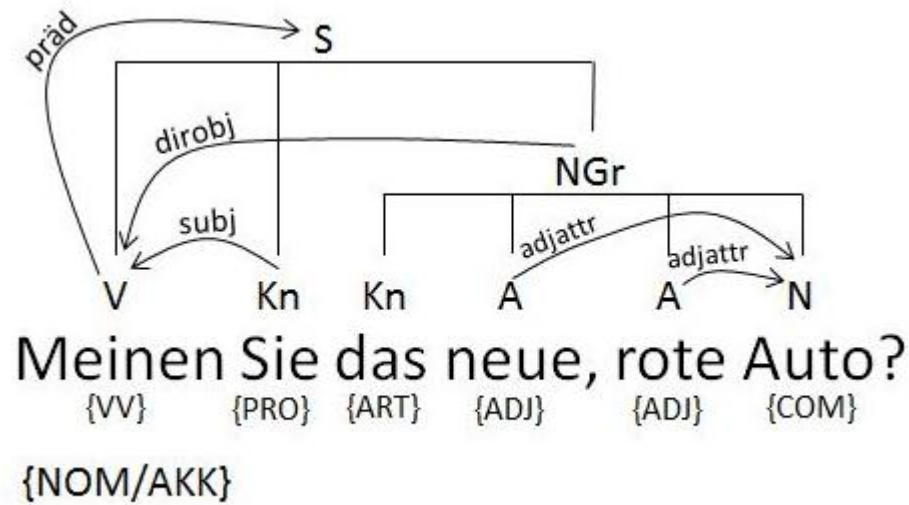 präd S
dirobj
NGr
subj adjattr adjattr
V Kn Kn A A N
Meinen Sie das neue, rote Auto?
{VV} {PRO} {ART} {ADJ} {ADJ} {COM}
{NOM/AKK}